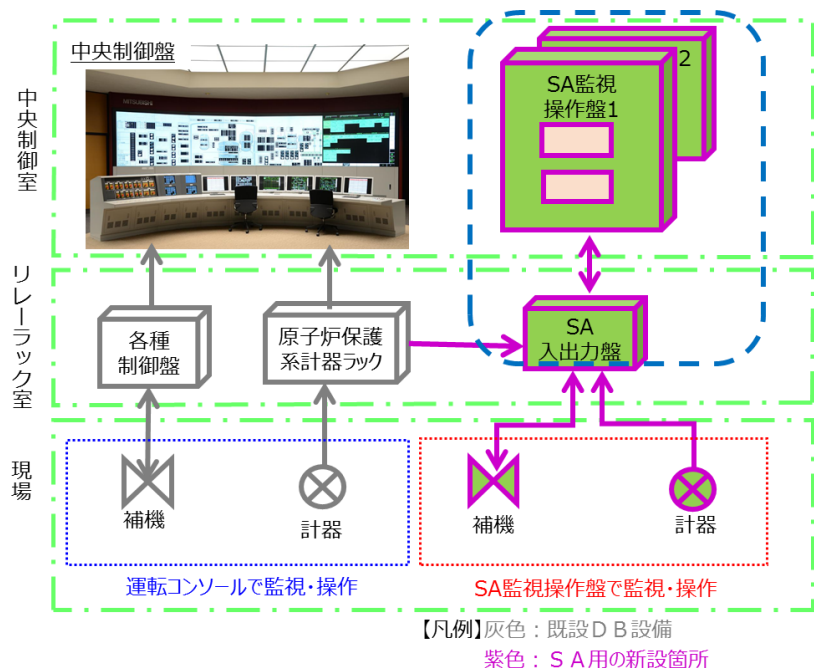 中央制御室
中央制御盤
SA監視
操作盤1
2
リレーラック室
各種
制御盤
原子炉保護
系計器ラック
SA
入出力盤
現場
補機
計器
補機
計器
運転コンソールで監視・操作
SA監視操作盤で監視・操作
【凡例】灰色：既設ＤＢ設備
紫色：ＳＡ用の新設箇所